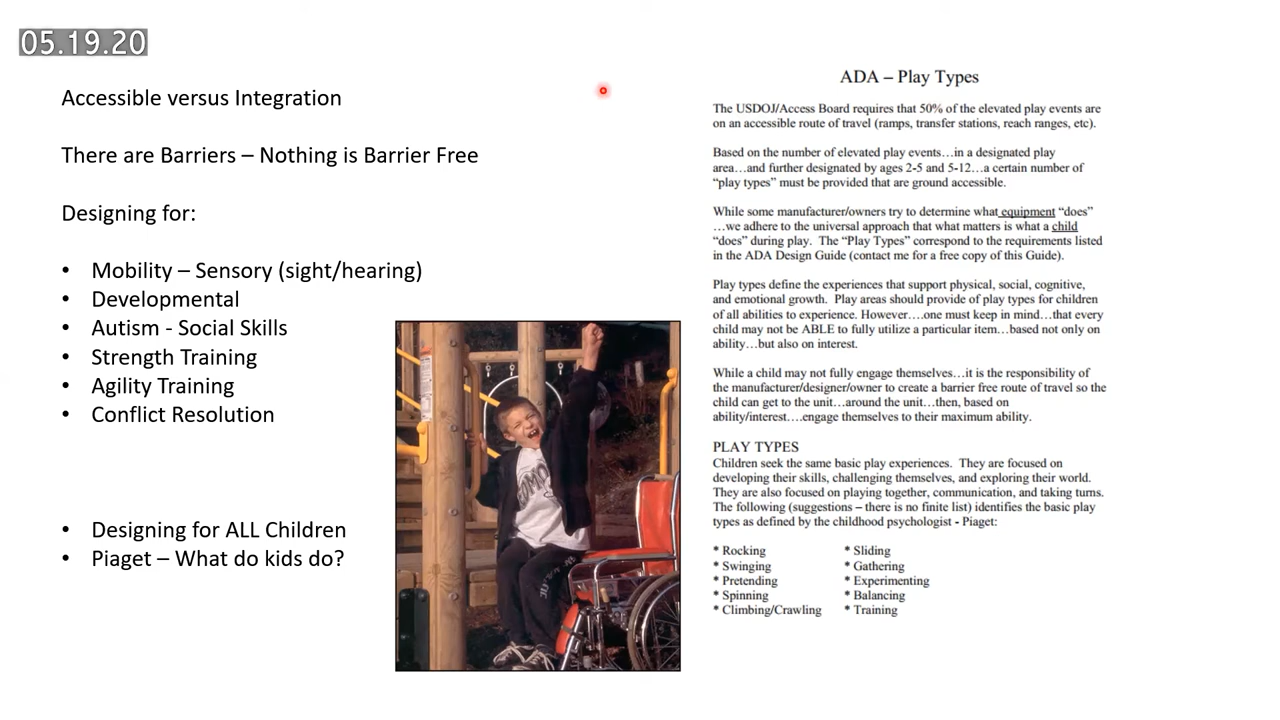 05.19.20
Accessible versus Integration
There are Barriers – Nothing is Barrier Free
Designing for:
• Mobility – Sensory (sight/hearing)
• Developmental
• Autism - Social Skills
• Strength Training
• Agility Training
• Conflict Resolution
• Designing for ALL Children
• Piaget – What do kids do?
ADA – Play Types
The USDOJ/Access Board requires that 50% of the elevated play events are
on an accessible route of travel (ramps, transfer stations, reach ranges, etc).
Based on the number of elevated play events…in a designated play
area…and further designated by ages 2-5 and 5-12…a certain number of
“play types” must be provided that are ground accessible.
While some manufacturer/owners try to determine what equipment “does”
…we adhere to the universal approach that what matters is what a child
“does” during play. The “Play Types” correspond to the requirements listed
in the ADA Design Guide (contact me for a free copy of this Guide).
Play types define the experiences that support physical, social, cognitive,
and emotional growth. Play areas should provide of play types for children
of all abilities to experience. However….one must keep in mind…that every
child may not be ABLE to fully utilize a particular item…based not only on
ability…but also on interest.
While a child may not fully engage themselves…it is the responsibility of
the manufacturer/designer/owner to create a barrier free route of travel so the
child can get to the unit…around the unit…then, based on
ability/interest….engage themselves to their maximum ability.
PLAY TYPES
Children seek the same basic play experiences. They are focused on
developing their skills, challenging themselves, and exploring their world.
They are also focused on playing together, communication, and taking turns.
The following (suggestions – there is no finite list) identifies the basic play
types as defined by the childhood psychologist - Piaget:
* Rocking
* Swinging
* Pretending
* Spinning
* Climbing/Crawling
* Sliding
* Gathering
* Experimenting
* Balancing
* Training